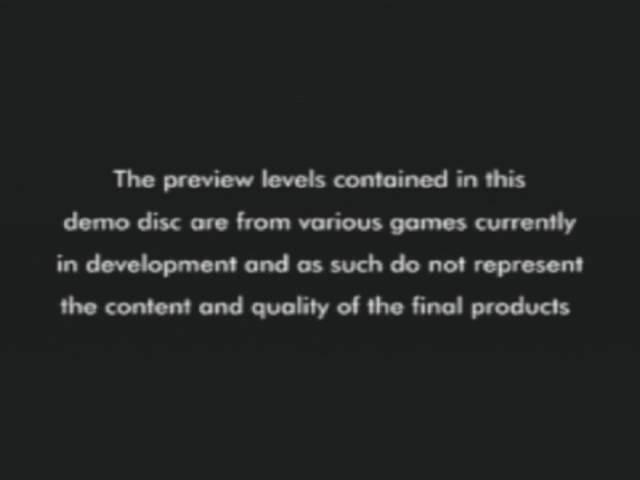 The preview levels contained in this
demo disc are from various games currently
in development and as such do not represent
the content and quality of the final products